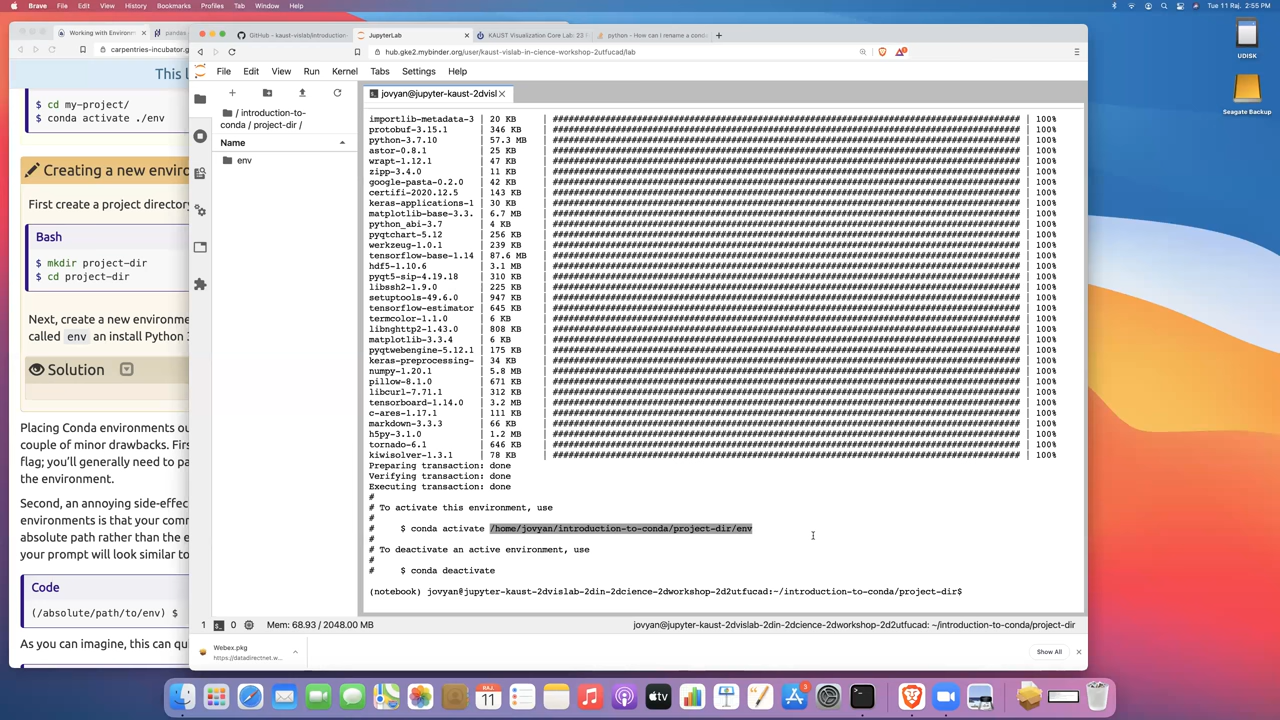 Brave File Edit View History Bookmarks Profiles Tab Window Help
Tue 11 Raj. 2:55 PM
Working with Environm
pandas
carpentries-incubator.g
This l
$ cd my-project/
$ conda activate ./env
Creating a new enviro
First create a project directory
Bash
$ mkdir project-dir
$ cd project-dir
Next, create a new environme
called env an install Python
Solution
Placing Conda environments ou
couple of minor drawbacks. Firs
flag; you'll generally need to pa
the environment.
Second, an annoying side-effec
environments is that your comm
absolute path rather than the e
your prompt will look similar to
Code
(/absolute/path/to/env) $
As you can imagine, this can qu
GitHub - kaust-vislab/introduction-
JupyterLab
KAUST Visualization Core Lab: 23
python - How can I rename a conda
hub.gke2.mybinder.org/user/kaust-vislab-in-cience-workshop-2utfucad/lab
File Edit View Run Kernel Tabs Settings Help
/ introduction-to-
conda / project-dir /
Name
env
jovyan@jupyter-kaust-2dvisl
importlib-metadata-3 | 20 KB | ########## | 100%
protobuf-3.15.1 | 346 KB | ########## | 100%
python-3.7.10 | 57.3 MB | ########## | 100%
astor-0.8.1 | 25 KB | ########## | 100%
wrapt-1.12.1 | 47 KB | ########## | 100%
zipp-3.4.0 | 11 KB | ########## | 100%
google-pasta-0.2.0 | 42 KB | ########## | 100%
certifi-2020.12.5 | 143 KB | ########## | 100%
keras-applications-1 | 30 KB | ########## | 100%
matplotlib-base-3.3. | 6.7 MB | ########## | 100%
python_abi-3.7 | 4 KB | ########## | 100%
pyqtchart-5.12 | 256 KB | ########## | 100%
werkzeug-1.0.1 | 239 KB | ########## | 100%
tensorflow-base-1.14 | 87.6 MB | ########## | 100%
hdf5-1.10.6 | 3.1 MB | ########## | 100%
pyqt5-sip-4.19.18 | 310 KB | ########## | 100%
libssh2-1.9.0 | 225 KB | ########## | 100%
setuptools-49.6.0 | 947 KB | ########## | 100%
tensorflow-estimator | 645 KB | ########## | 100%
termcolor-1.1.0 | 6 KB | ########## | 100%
libnghttp2-1.43.0 | 808 KB | ########## | 100%
matplotlib-3.3.4 | 6 KB | ########## | 100%
pyqtwebengine-5.12.1 | 175 KB | ########## | 100%
keras-preprocessing- | 34 KB | ########## | 100%
numpy-1.20.1 | 5.8 MB | ########## | 100%
pillow-8.1.0 | 671 KB | ########## | 100%
libcurl-7.71.1 | 312 KB | ########## | 100%
tensorboard-1.14.0 | 3.2 MB | ########## | 100%
c-ares-1.17.1 | 111 KB | ########## | 100%
markdown-3.3.3 | 66 KB | ########## | 100%
h5py-3.1.0 | 1.2 MB | ########## | 100%
tornado-6.1 | 646 KB | ########## | 100%
kiwisolver-1.3.1 | 78 KB | ########## | 100%
Preparing transaction: done
Verifying transaction: done
Executing transaction: done
#
# To activate this environment, use
#
# $ conda activate /home/jovyan/introduction-to-conda/project-dir/env
#
# To deactivate an active environment, use
#
# $ conda deactivate
(notebook) jovyan@jupyter-kaust-2dvislab-2din-2dcience-2dworkshop-2d2utfucad:~/introduction-to-conda/project-dir$
1 0 Mem: 68.93 / 2048.00 MB
jovyan@jupyter-kaust-2dvislab-2din-2dcience-2dworkshop-2d2utfucad: ~/introduction-to-conda/project-dir
Webex.pkg
https://datadirectnet.w...
Show All
UDISK
Seagate Backup
RAJ.
11
tv
3